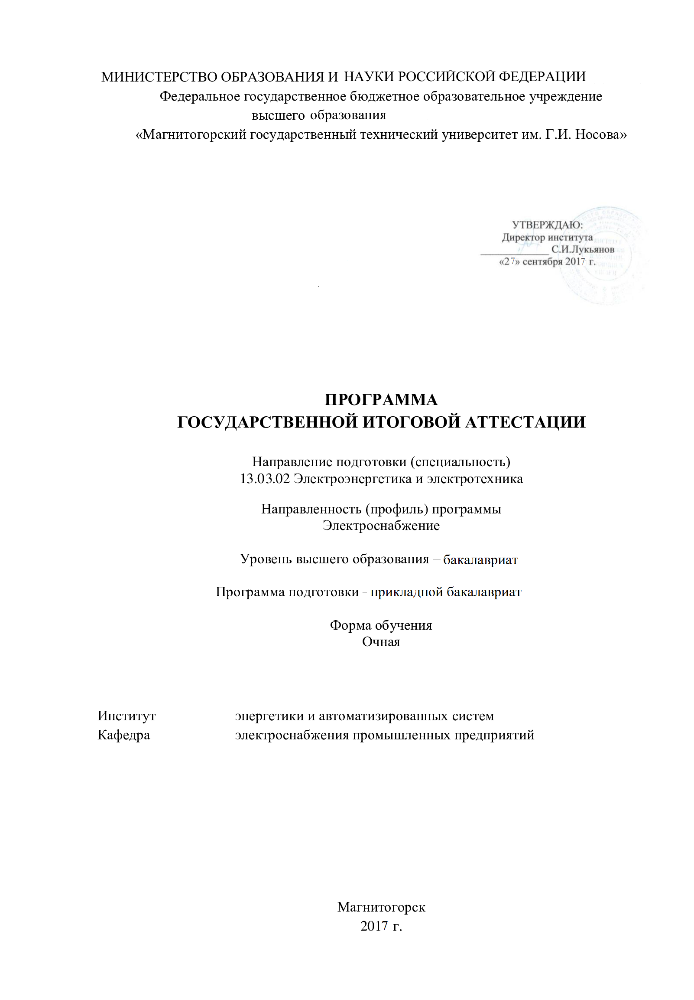 МИНИСТЕРСТВО ОБРАЗОВАНИЯ И НАУКИ РОССИЙСКОЙ ФЕДЕРАЦИИ
Федеральное государственное бюджетное образовательное учреждение
высшего образования
«Магнитогорский государственный технический университет им. Г.И. Носова»
УТВЕРЖДАЮ:
Директор института
_____________ С.И.Лукьянов
«27» сентября 2017 г.
ПРОГРАММА
ГОСУДАРСТВЕННОЙ ИТОГОВОЙ АТТЕСТАЦИИ
Направление подготовки (специальность)
13.03.02 Электроэнергетика и электротехника
Направленность (профиль) программы
Электроснабжение
Уровень высшего образования – бакалавриат
Программа подготовки - прикладной бакалавриат
Форма обучения
Очная
Институт энергетики и автоматизированных систем
Кафедра электроснабжения промышленных предприятий
Магнитогорск
2017 г.